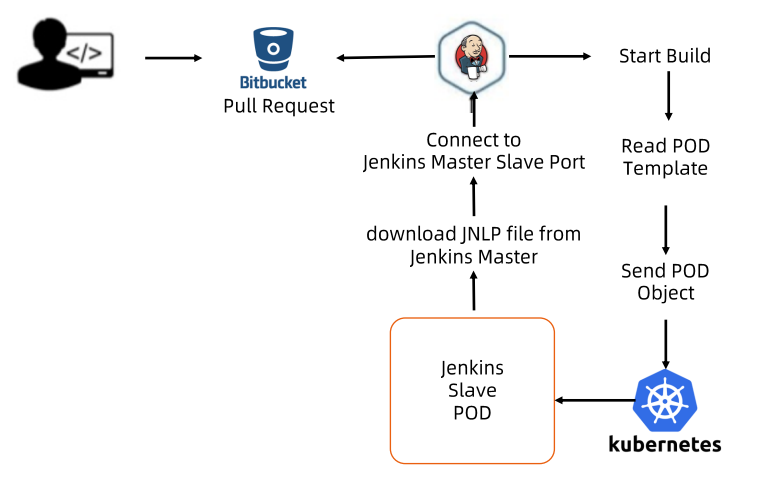 </>
Bitbucket
Pull Request
Start Build
Read POD
Template
Send POD
Object
kubernetes
Jenkins
Slave
POD
download JNLP file from
Jenkins Master
Connect to
Jenkins Master Slave Port